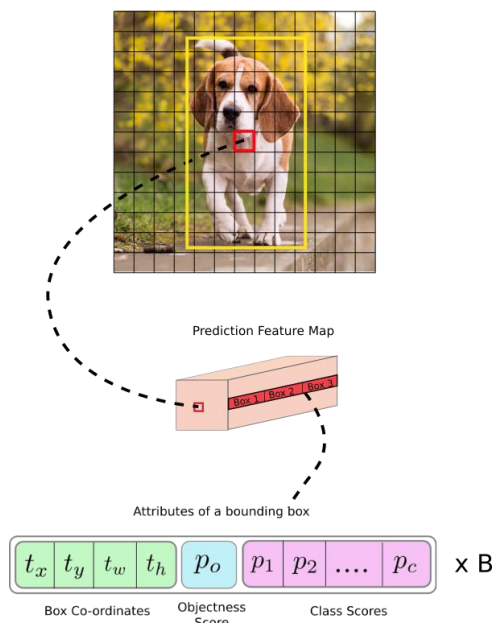 Prediction Feature Map
Box 1 Box 2 Box 3
Attributes of a bounding box
t_x t_y t_w t_h p_o p_1 p_2 .... p_c x B
Box Co-ordinates Objectness Score Class Scores